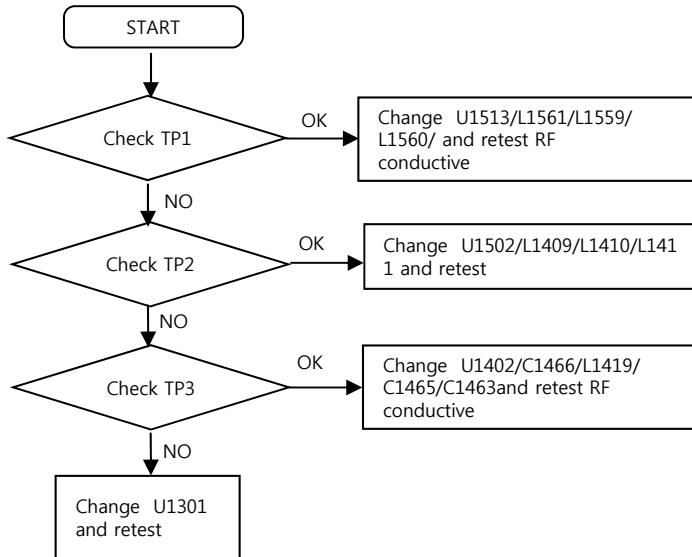 START
Check TP1
OK
Change U1513/L1561/L1559/
L1560/ and retest RF
conductive
NO
Check TP2
OK
Change U1502/L1409/L1410/L141
1 and retest
NO
Check TP3
OK
Change U1402/C1466/L1419/
C1465/C1463and retest RF
conductive
NO
Change U1301
and retest